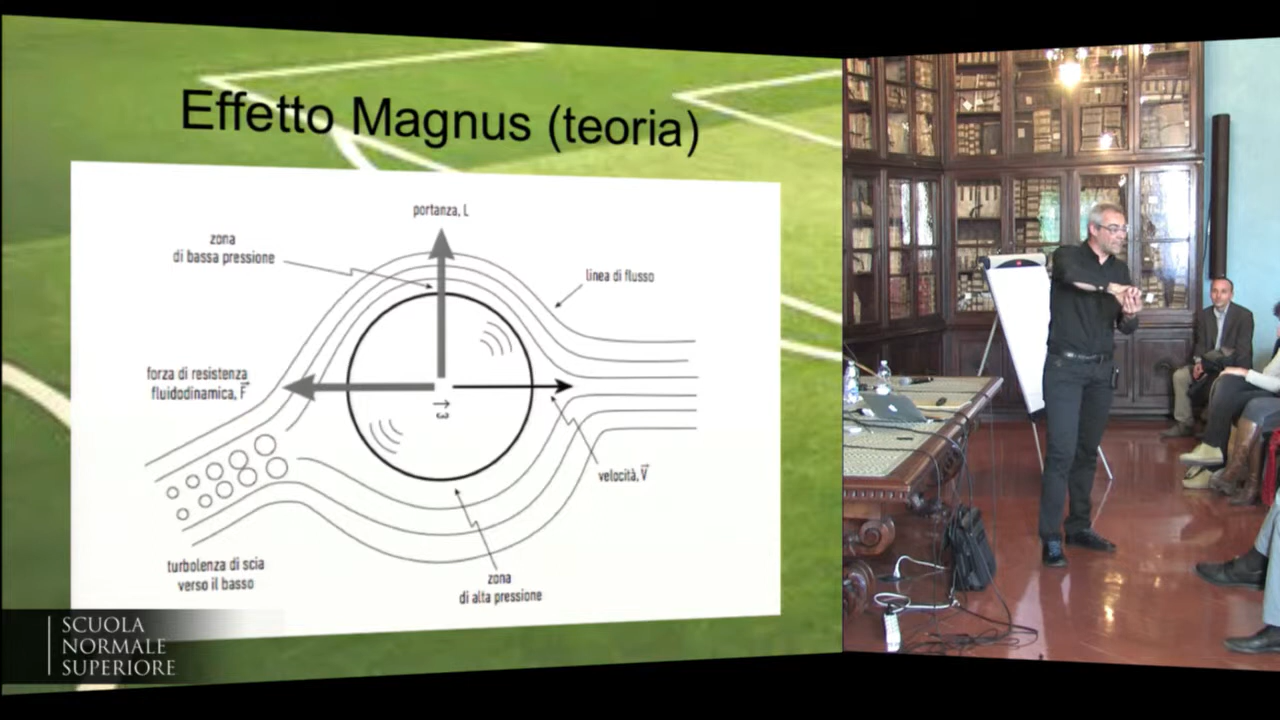 Effetto Magnus (teoria)
portanza, L
zona
di bassa pressione
linea di flusso
forza di resistenza
fluidodinamica, F⃗
ω⃗
velocità, V⃗
turbolenza di scia
verso il basso
zona
di alta pressione
SCUOLA
NORMALE
SUPERIORE